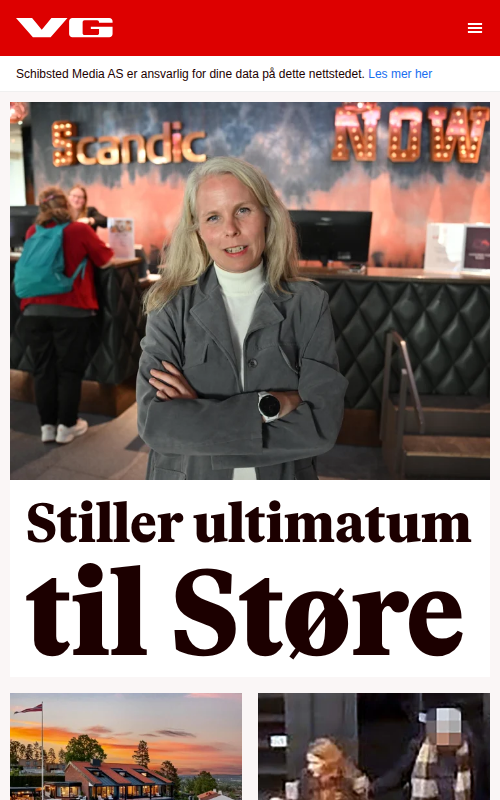 VG
Schibsted Media AS er ansvarlig for dine data på dette nettstedet. Les mer her
Scandic
NOW
Stiller ultimatum
til Støre